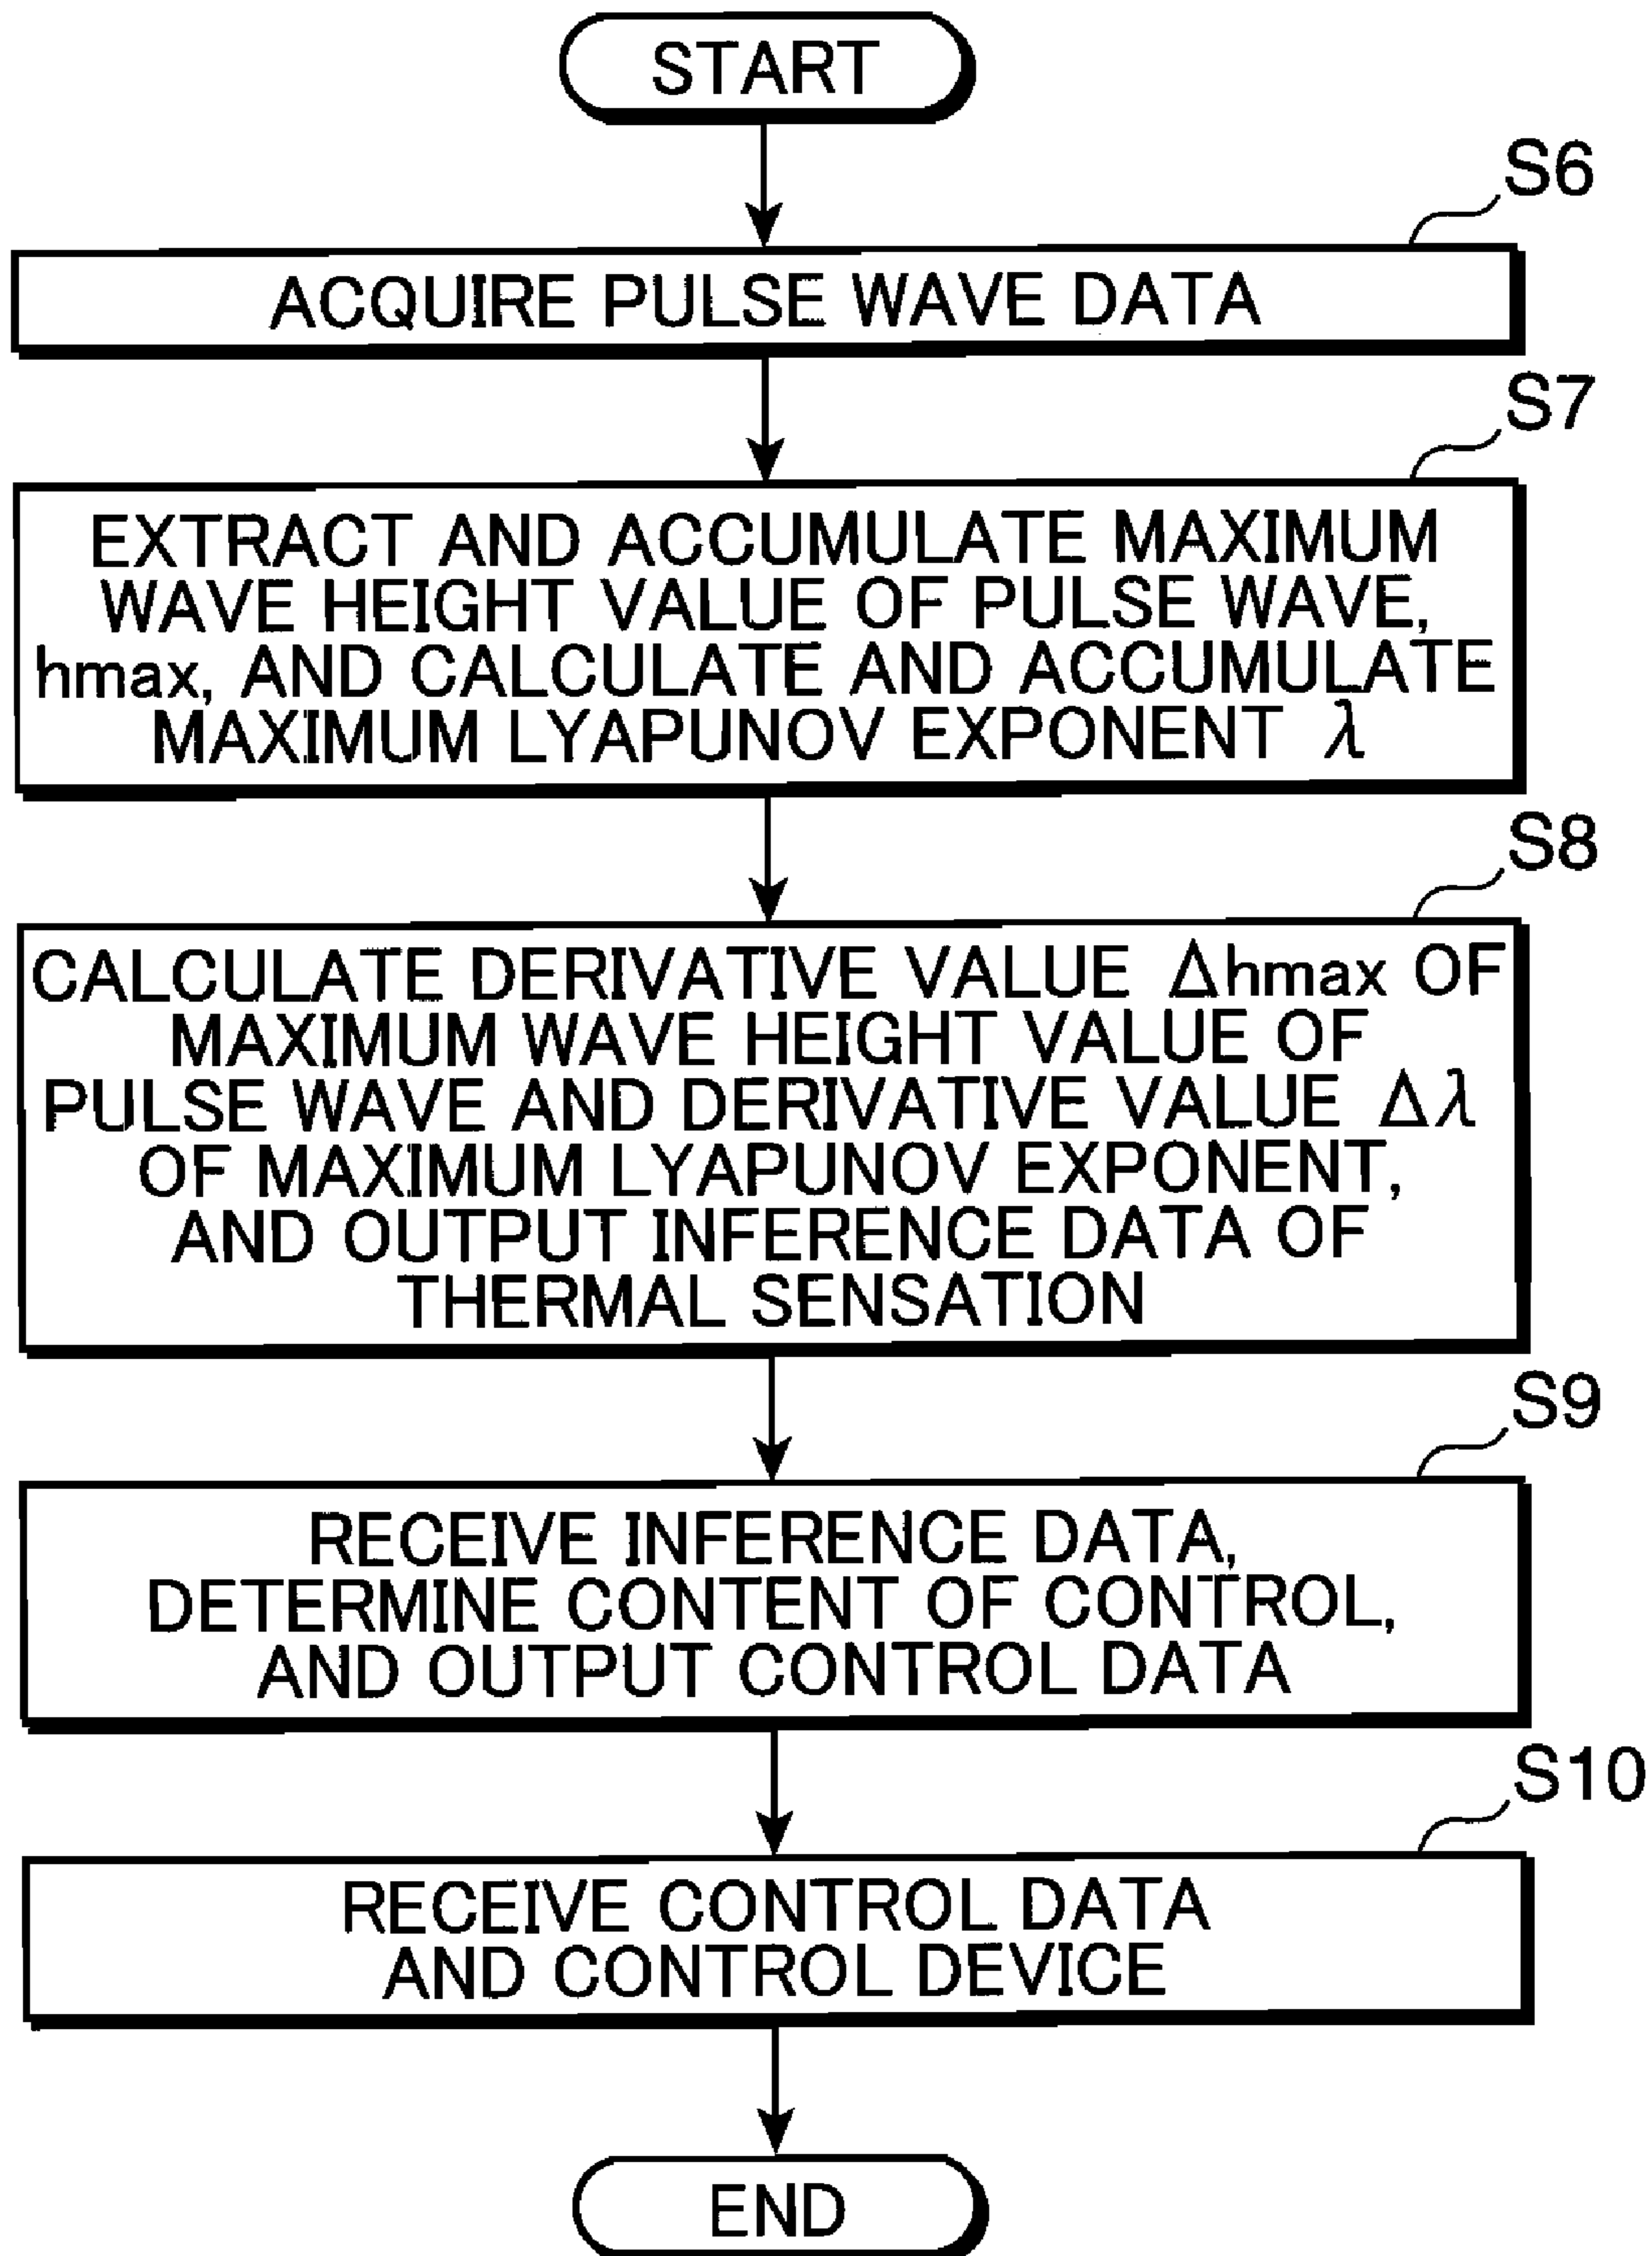 START
S6
ACQUIRE PULSE WAVE DATA
S7
EXTRACT AND ACCUMULATE MAXIMUM
WAVE HEIGHT VALUE OF PULSE WAVE,
hmax, AND CALCULATE AND ACCUMULATE
MAXIMUM LYAPUNOV EXPONENT λ
S8
CALCULATE DERIVATIVE VALUE Δhmax OF
MAXIMUM WAVE HEIGHT VALUE OF
PULSE WAVE AND DERIVATIVE VALUE Δλ
OF MAXIMUM LYAPUNOV EXPONENT,
AND OUTPUT INFERENCE DATA OF
THERMAL SENSATION
S9
RECEIVE INFERENCE DATA,
DETERMINE CONTENT OF CONTROL,
AND OUTPUT CONTROL DATA
S10
RECEIVE CONTROL DATA
AND CONTROL DEVICE
END